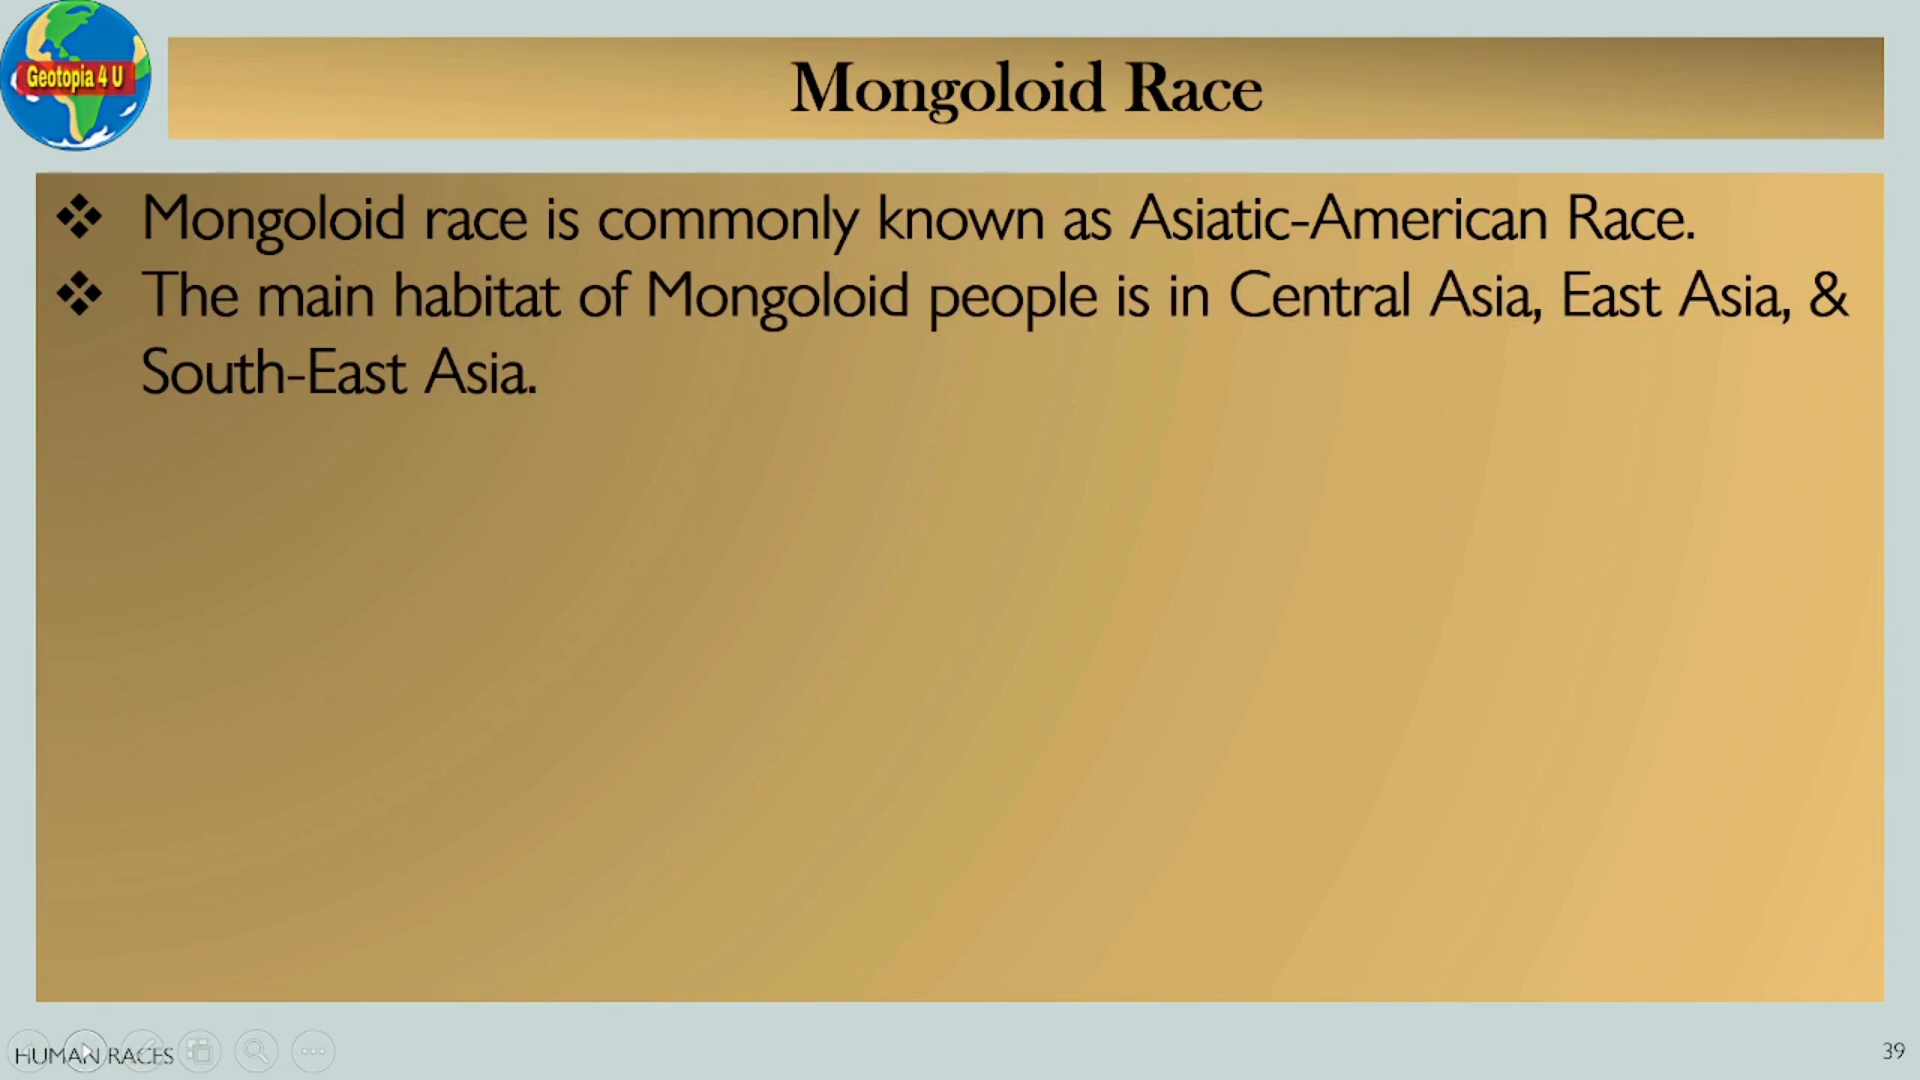 Geotopia 4 U
Mongoloid Race
❖ Mongoloid race is commonly known as Asiatic-American Race.
❖ The main habitat of Mongoloid people is in Central Asia, East Asia, &
South-East Asia.
HUMAN RACES
39